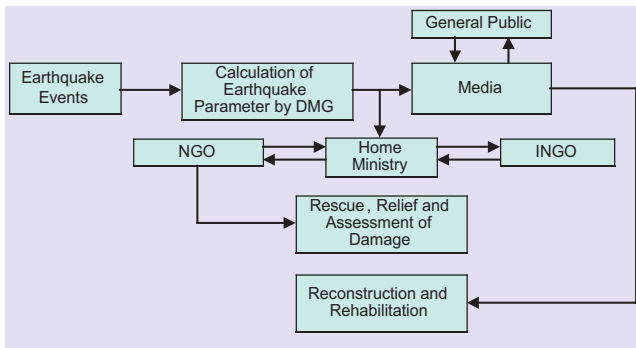 General Public
Earthquake
Events
Calculation of
Earthquake
Parameter by DMG
Media
NGO
Home
Ministry
INGO
Rescue, Relief and
Assessment of
Damage
Reconstruction and
Rehabilitation